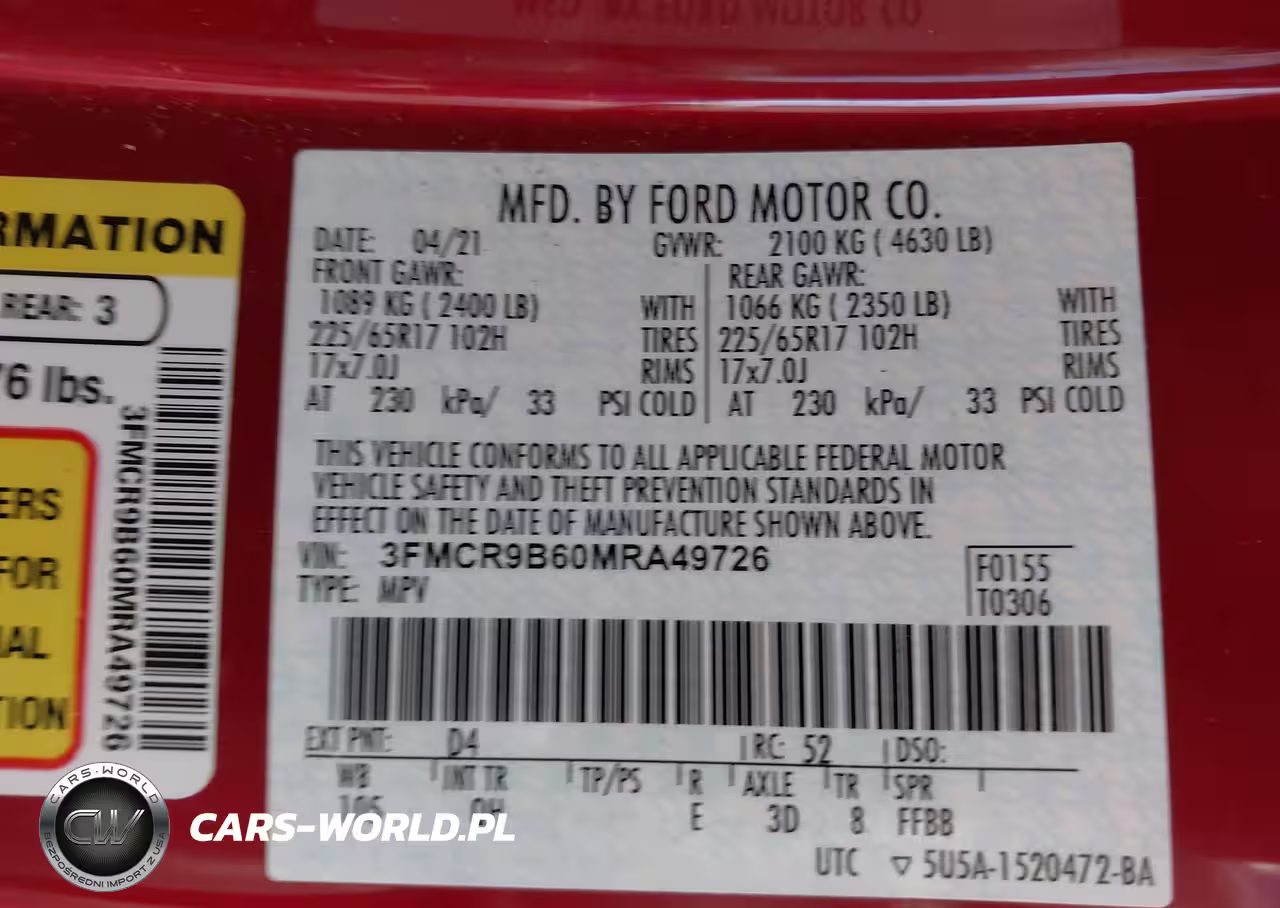 MFD. BY FORD MOTOR CO.
DATE: 04/21 GVWR: 2100 KG ( 4630 LB)
FRONT GAWR: REAR GAWR:
1089 KG ( 2400 LB) WITH 1066 KG ( 2350 LB) WITH
225/65R17 102H TIRES 225/65R17 102H TIRES
17x7.0J RIMS 17x7.0J RIMS
AT 230 kPa/ 33 PSI COLD AT 230 kPa/ 33 PSI COLD
THIS VEHICLE CONFORMS TO ALL APPLICABLE FEDERAL MOTOR
VEHICLE SAFETY AND THEFT PREVENTION STANDARDS IN
EFFECT ON THE DATE OF MANUFACTURE SHOWN ABOVE.
VIN: 3FMCR9B60MRA49726
F0155
TYPE: MPV
T0306
EXT PNT: D4 RC: 52 DSO:
WB INT TR TP/PS R AXLE TR SPR
105 E 3D 8 FFBB
UTC ▽ 5U5A-1520472-BA
RMATION
REAR: 3
76 lbs.
3FMCR9B60MRA49726
ERS
FOR
IAL
TION
CARS-WORLD
CW
BEZPOŚREDNI IMPORT Z USA
CARS-WORLD.PL